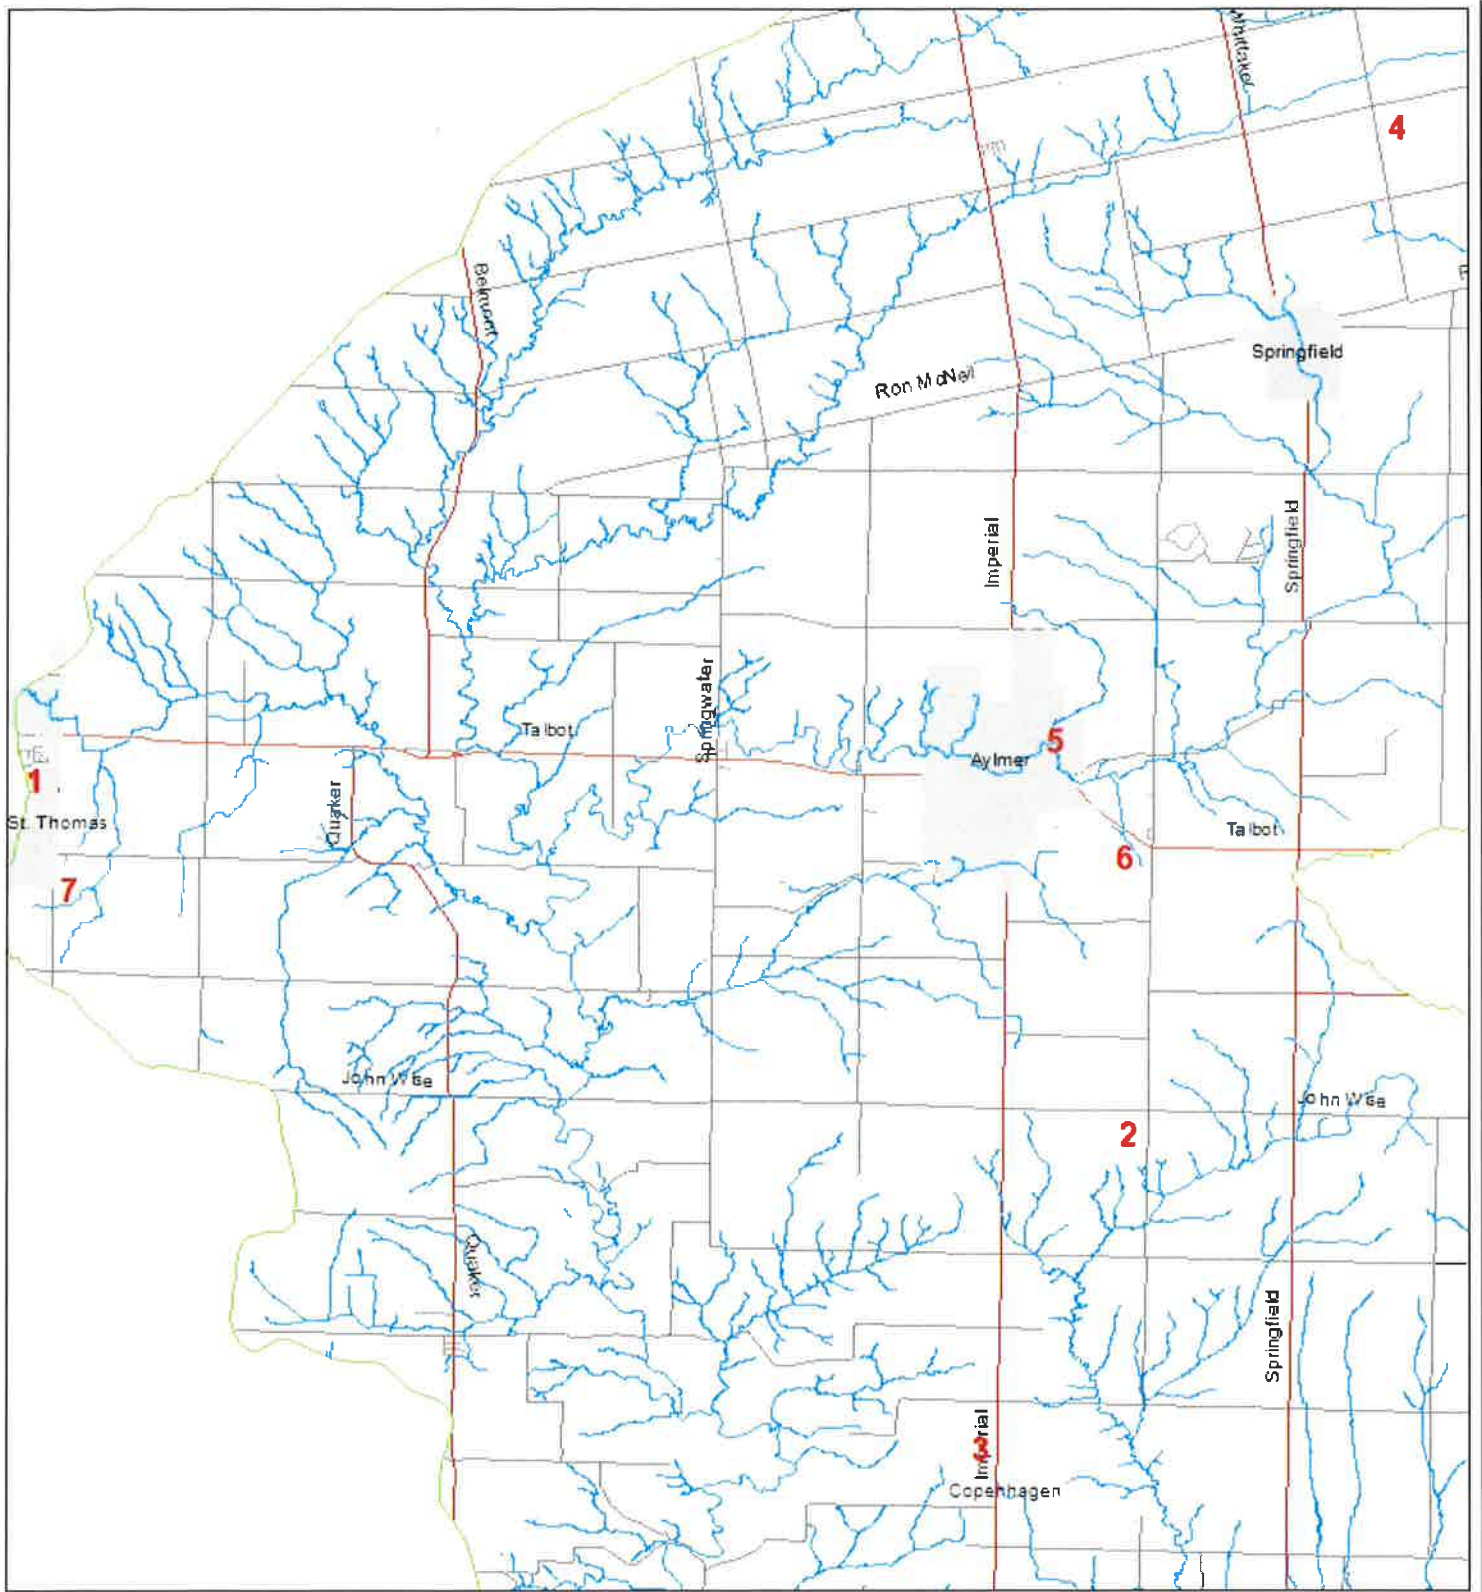 Whittaker
4
Belmont
Springfield
Ron McNeil
Imperial
Springfield
Springwater
Talbot
5
Aylmer
1
Quaker
St. Thomas
Talbot
6
7
John Wise
John Wise
2
Quaker
Springfield
Imperial
3
Copenhagen